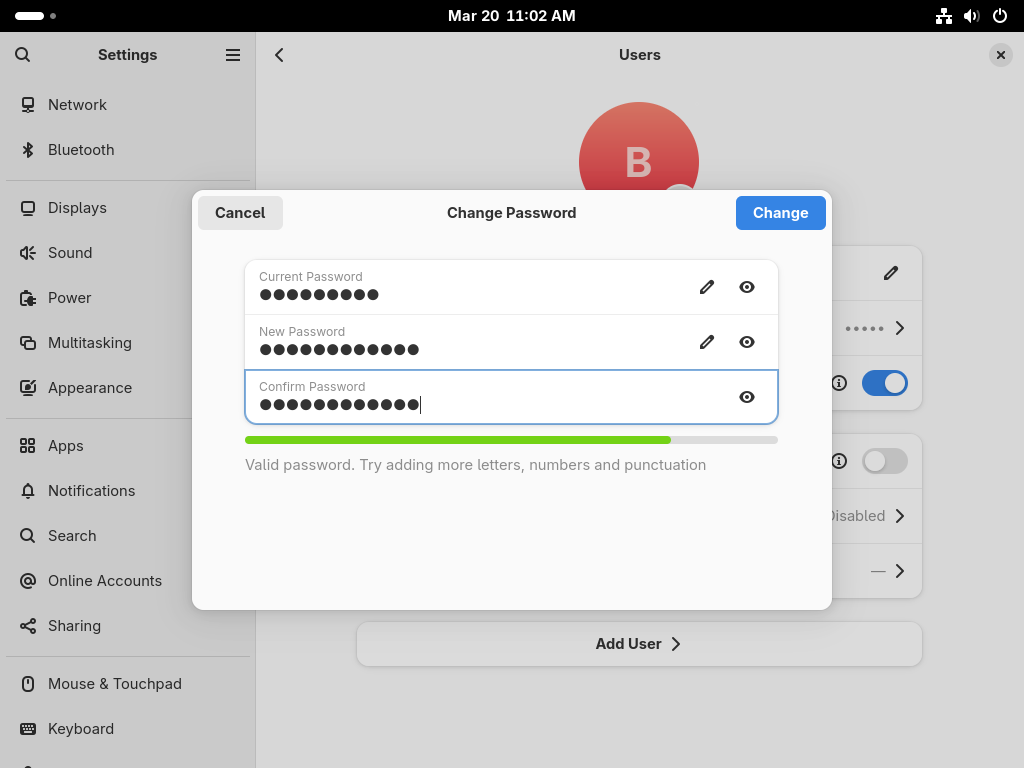 Mar 20 11:02 AM
Settings
Users
Network
Bluetooth
B
Displays
Cancel
Change Password
Change
Sound
Current Password
●●●●●●●●●
Power
New Password
●●●●●●●●●●●●
Multitasking
Appearance
Confirm Password
●●●●●●●●●●●●
Apps
Valid password. Try adding more letters, numbers and punctuation
Notifications
Disabled
Search
Online Accounts
—
Sharing
Add User
Mouse & Touchpad
Keyboard